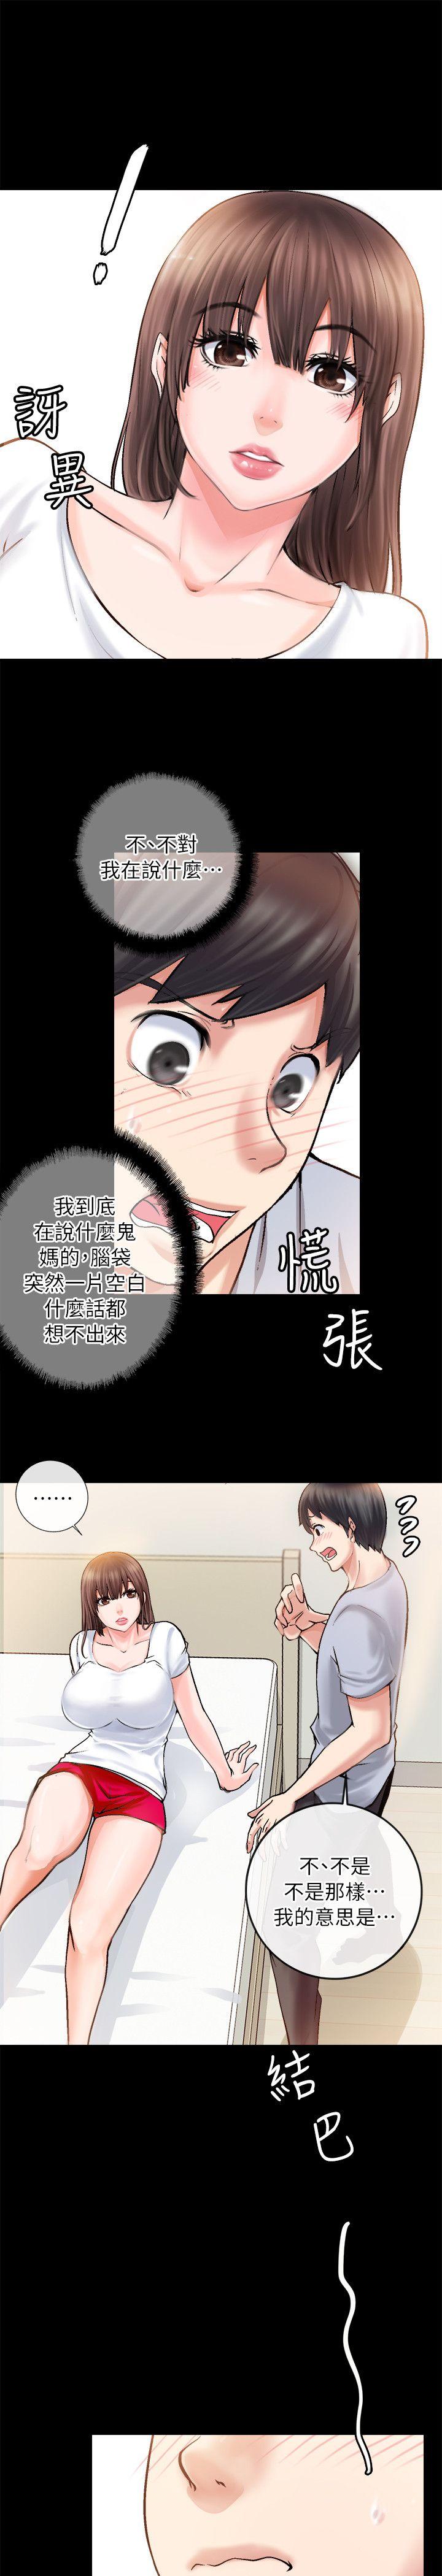 訝異
不、不對
我在說什麼…
我到底
在說什麼鬼
媽的,腦袋
突然一片空白
什麼話都
想不出來
慌張
……
不、不是
不是那樣…
我的意思是…
結巴